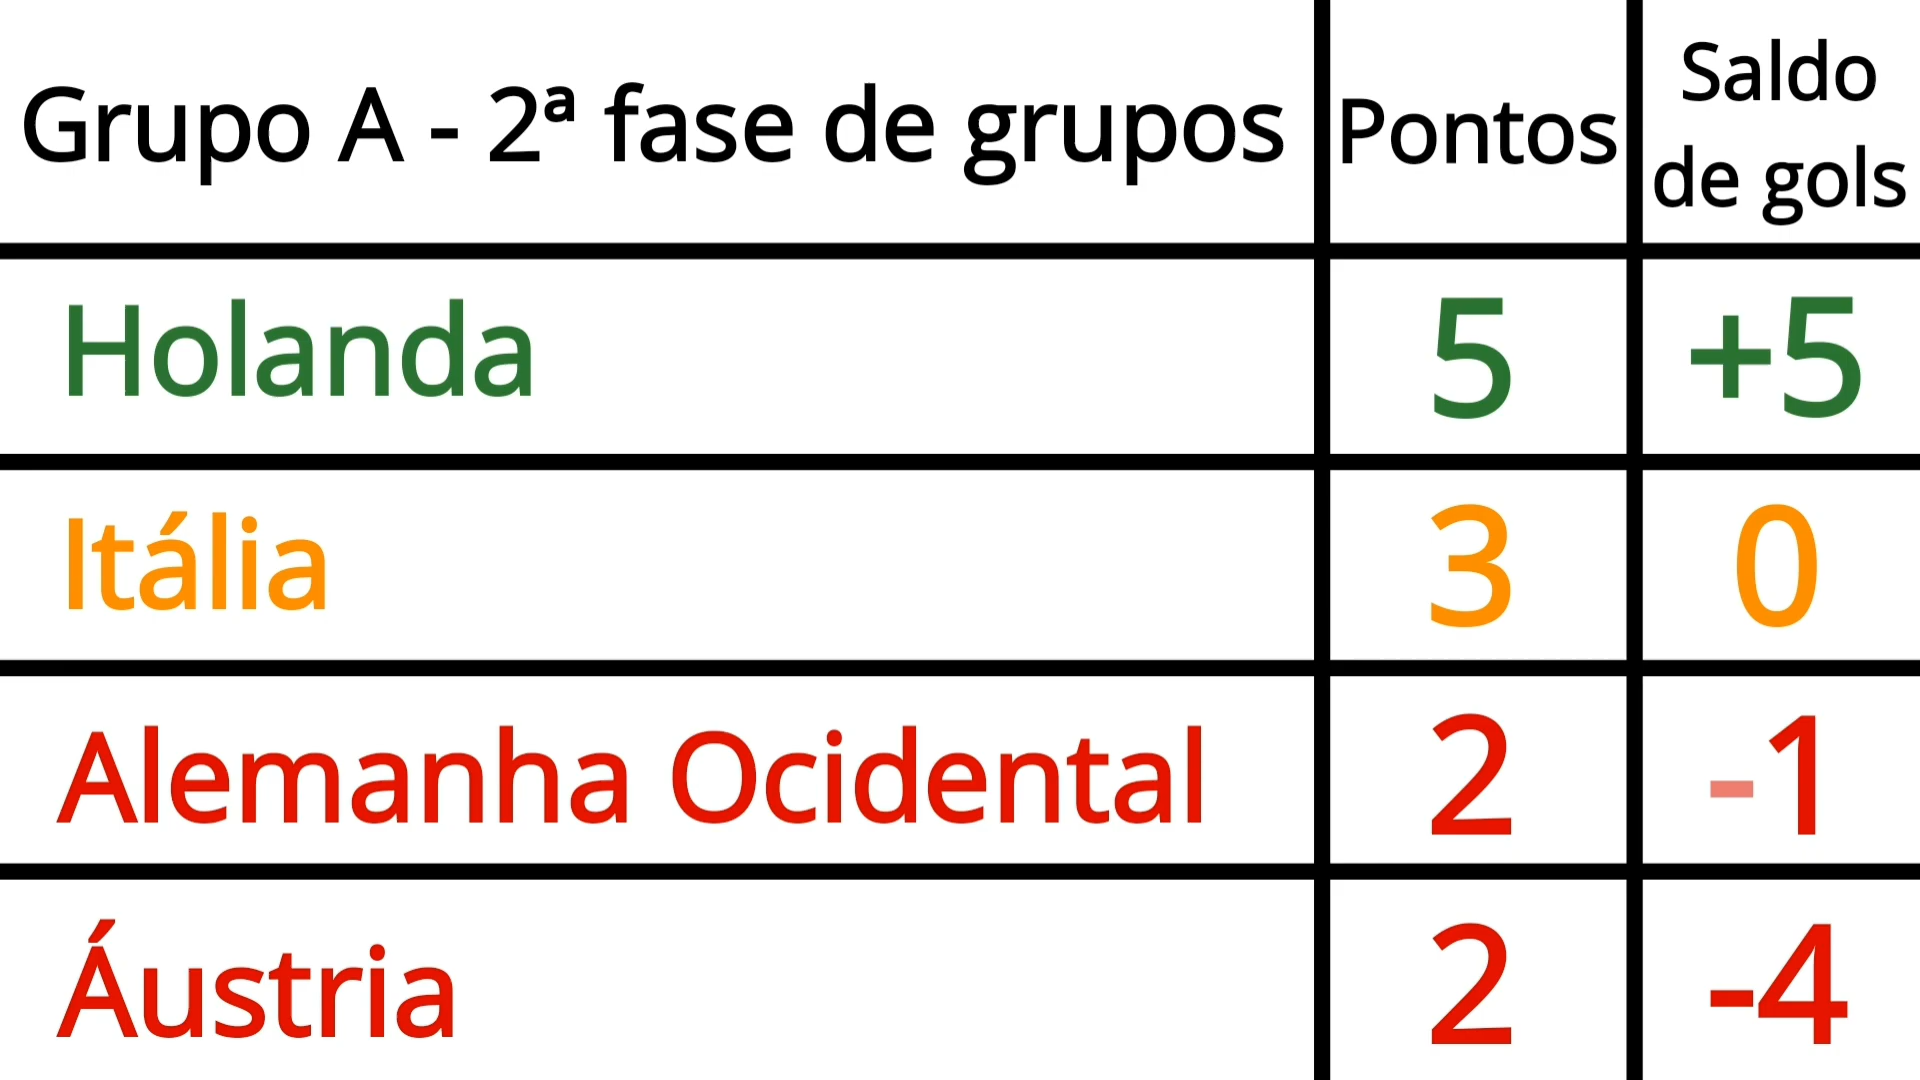 Grupo A - 2ª fase de grupos Pontos Saldo de gols
Holanda 5 +5
Itália 3 0
Alemanha Ocidental 2 -1
Áustria 2 -4